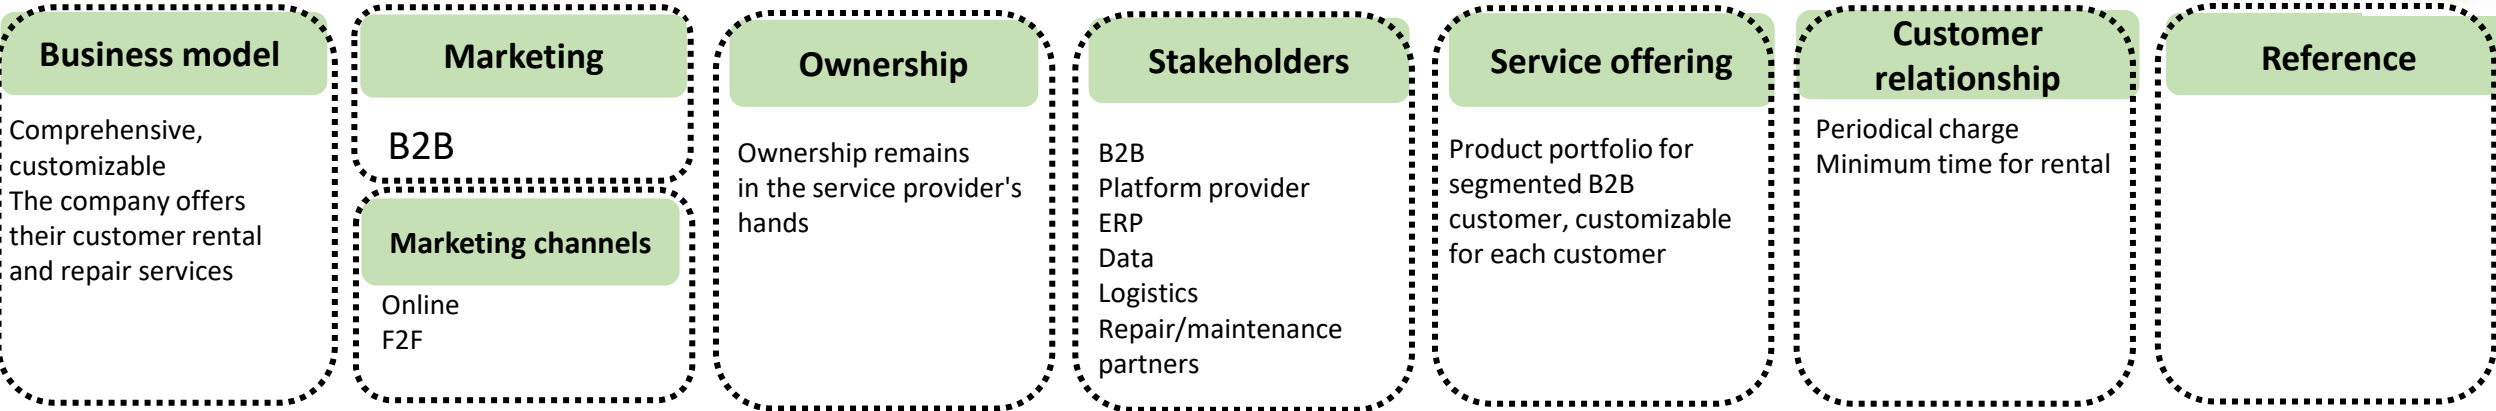 Business model
Comprehensive,
customizable
The company offers
their customer rental
and repair services
Marketing
B2B
Marketing channels
Online
F2F
Ownership
Ownership remains
in the service provider's
hands
Stakeholders
B2B
Platform provider
ERP
Data
Logistics
Repair/maintenance
partners
Service offering
Product portfolio for
segmented B2B
customer, customizable
for each customer
Customer
relationship
Periodical charge
Minimum time for rental
Reference